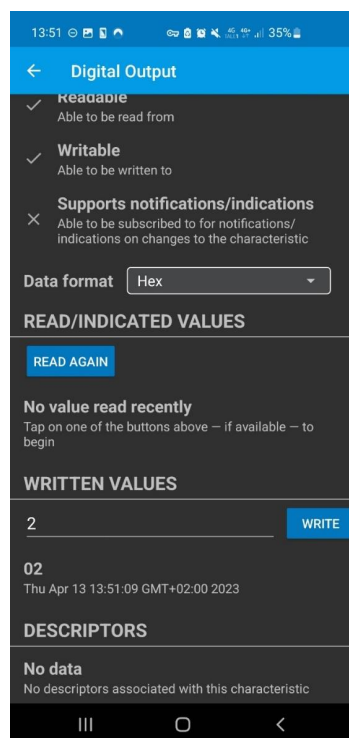 13:51
35%
Digital Output
Readable
Able to be read from
Writable
Able to be written to
Supports notifications/indications
Able to be subscribed to for notifications/
indications on changes to the characteristic
Data format Hex
READ/INDICATED VALUES
READ AGAIN
No value read recently
Tap on one of the buttons above — if available — to
begin
WRITTEN VALUES
2 WRITE
02
Thu Apr 13 13:51:09 GMT+02:00 2023
DESCRIPTORS
No data
No descriptors associated with this characteristic